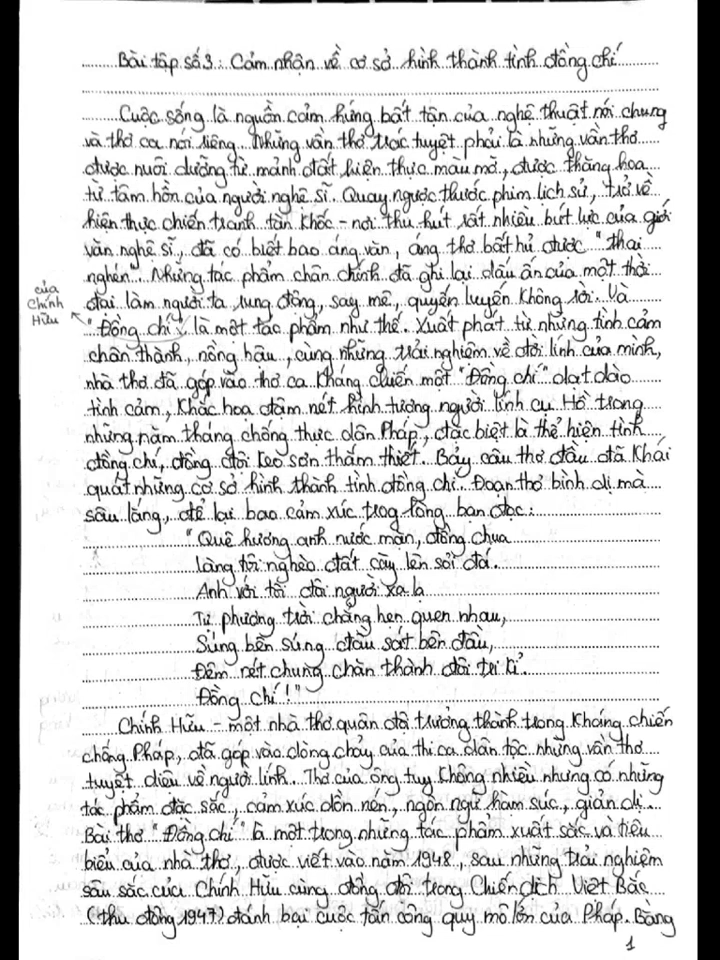 Bài tập số 3: Cảm nhận về cơ sở hình thành tình đồng chí
Cuộc sống là nguồn cảm hứng bất tận của nghệ thuật nói chung
và thơ ca nói riêng. Những vần thơ trác tuyệt phải là những vần thơ
được nuôi dưỡng từ mảnh đất hiện thực màu mỡ, được thăng hoa
từ tâm hồn của người nghệ sĩ. Quay ngược thước phim lịch sử, trở về
hiện thực chiến tranh tàn khốc - nơi thu hút rất nhiều bút lực của giới
văn nghệ sĩ, đã có biết bao áng văn, áng thơ bất hủ được "thai
nghén". Những tác phẩm chân chính đã ghi lại dấu ấn của một thời
đại làm người ta rung động, say mê, quyến luyến không rời. Và
của
Chính
Hữu
"Đồng chí" là một tác phẩm như thế. Xuất phát từ những tình cảm
chân thành, nồng hậu, cùng những trải nghiệm về đời lính của mình,
nhà thơ đã góp vào thơ ca kháng chiến một "Đồng chí" dạt dào
tình cảm, khắc họa đậm nét hình tượng người lính cụ Hồ trong
những năm tháng chống thực dân Pháp, đặc biệt là thể hiện tình
đồng chí, đồng đội keo sơn thắm thiết. Bảy câu thơ đầu đã khái
quát những cơ sở hình thành tình đồng chí. Đoạn thơ bình dị mà
sâu lắng, để lại bao cảm xúc trog lòng bạn đọc:
"Quê hương anh nước mặn, đồng chua
Làng tôi nghèo đất cày lên sỏi đá.
Anh với tôi đôi người xa lạ
Tự phương trời chẳng hẹn quen nhau,
Súng bên súng đầu sát bên đầu,
Đêm rét chung chăn thành đôi tri kỉ.
Đồng chí!"
Chính Hữu - một nhà thơ quân đội trưởng thành trong kháng chiến
chống Pháp, đã góp vào dòng chảy của thi ca dân tộc những vần thơ
tuyệt diệu về người lính. Thơ của ông tuy không nhiều nhưng có những
tác phẩm đặc sắc, cảm xúc dồn nén, ngôn ngữ hàm súc, giản dị.
Bài thơ "Đồng chí" là một trong những tác phẩm xuất sắc và tiêu
biểu của nhà thơ, được viết vào năm 1948, sau những trải nghiệm
sâu sắc của Chính Hữu cùng đồng đội trong Chiến dịch Việt Bắc
(thu đông 1947) đánh bại cuộc tấn công quy mô lớn của Pháp. Bằng
1